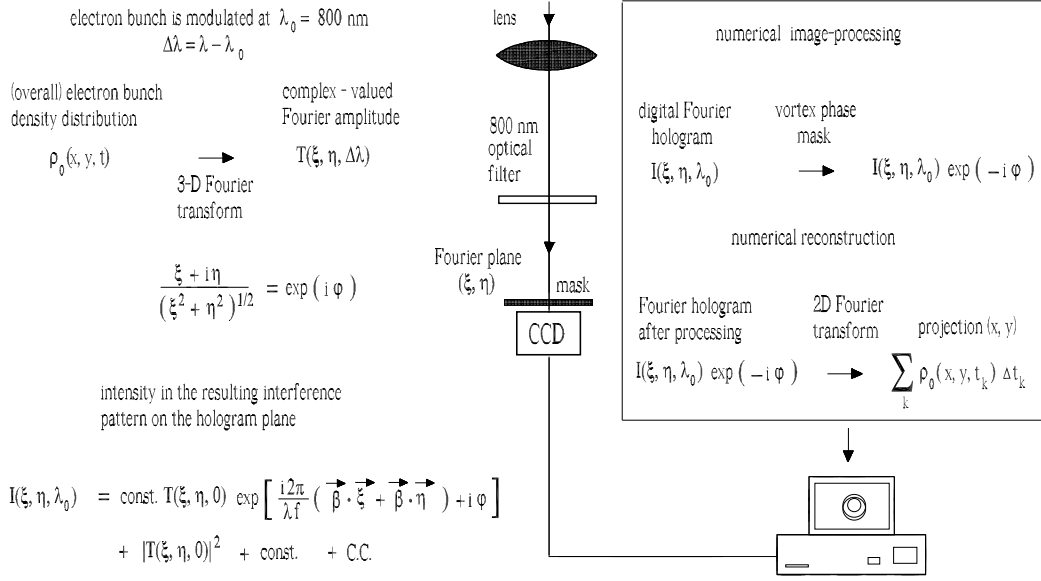 electron bunch is modulated at λ₀ = 800 nm
Δλ = λ − λ₀
(overall) electron bunch
density distribution
ρ₀(x, y, t)
3-D Fourier
transform
complex - valued
Fourier amplitude
T(ξ, η, Δλ)
(ξ + i η) / (ξ² + η²)^1/2 = exp ( i φ )
intensity in the resulting interference
pattern on the hologram plane
I(ξ, η, λ₀) = const. T(ξ, η, 0) exp [ (i 2π / λ f) ( β⃗ · ξ⃗ + β⃗ · η⃗ ) + i φ ]
+ |T(ξ, η, 0)|² + const. + C.C.
lens
800 nm
optical
filter
Fourier plane
(ξ, η)
mask
CCD
numerical image-processing
digital Fourier
hologram
I(ξ, η, λ₀)
vortex phase
mask
I(ξ, η, λ₀) exp ( − i φ )
numerical reconstruction
Fourier hologram
after processing
I(ξ, η, λ₀) exp ( − i φ )
2D Fourier
transform
projection (x, y)
∑ₖ ρ₀(x, y, tₖ) Δtₖ